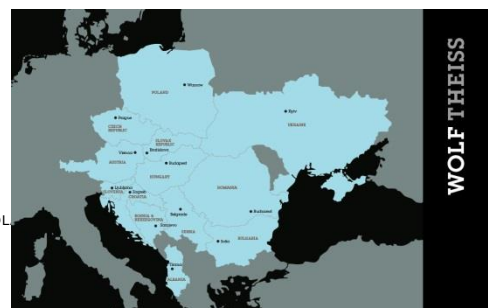 WOLF THEISS
POLAND
Warsaw
Prague
CZECH
REPUBLIC
Kyiv
UKRAINE
SLOVAK
REPUBLIC
Vienna
Bratislava
AUSTRIA
Budapest
HUNGARY
Ljubljana
SLOVENIA
Zagreb
CROATIA
ROMANIA
BOSNIA &
HERZEGOVINA
Belgrade
Bucharest
Sarajevo
SERBIA
Sofia
BULGARIA
Tirana
ALBANIA